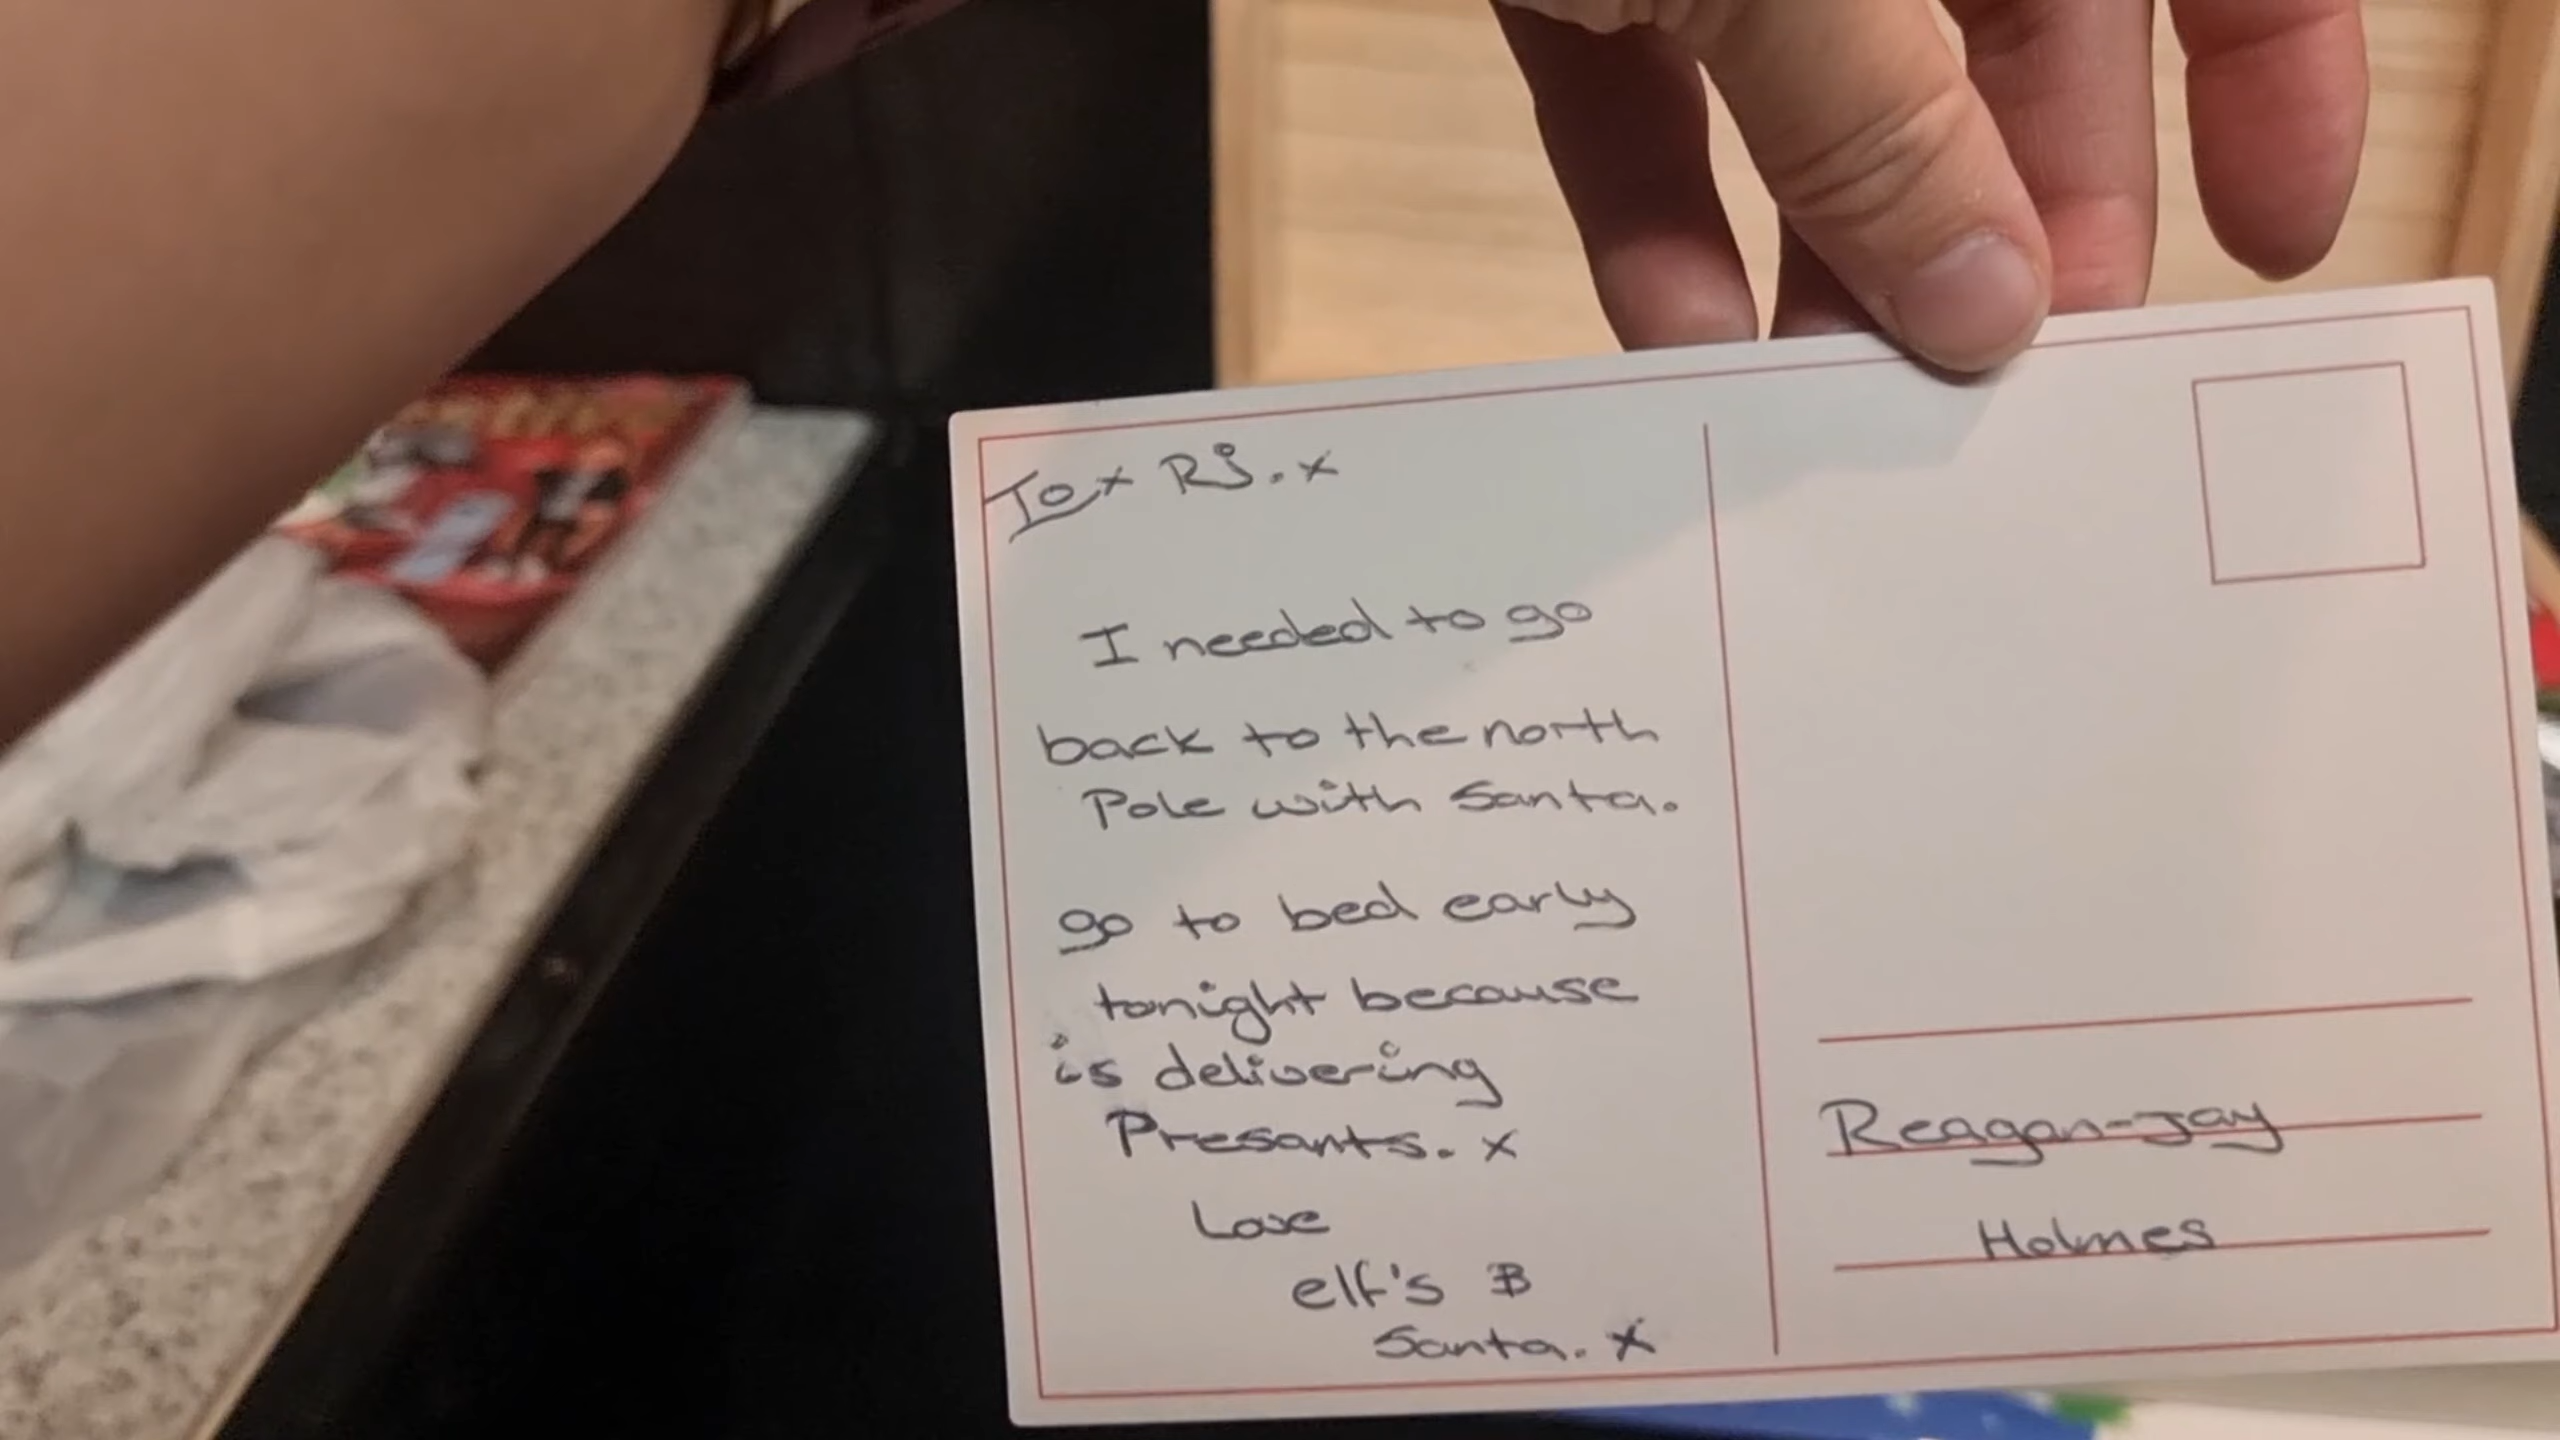 To x RJ. x
I needed to go
back to the north
Pole with Santa.
go to bed early
tonight because
is delivering
Presants. x
Love
elf's B
Santa. x
Reagan-Jay
Holmes